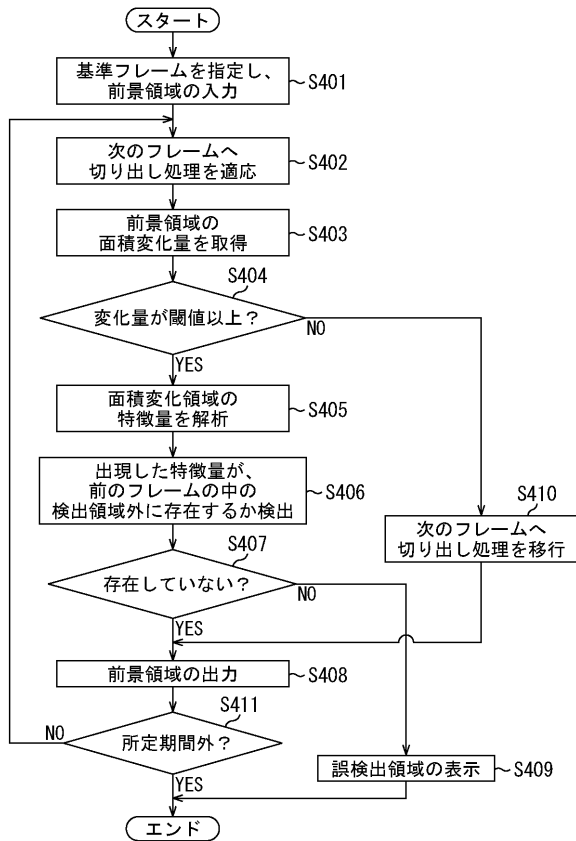 スタート
基準フレームを指定し、
前景領域の入力
S401
次のフレームへ
切り出し処理を適応
S402
前景領域の
面積変化量を取得
S403
S404
変化量が閾値以上？
NO
YES
面積変化領域の
特徴量を解析
S405
出現した特徴量が、
前のフレームの中の
検出領域外に存在するか検出
S406
S410
次のフレームへ
切り出し処理を移行
S407
存在していない？
NO
YES
前景領域の出力
S408
S411
所定期間外？
NO
YES
誤検出領域の表示
S409
エンド